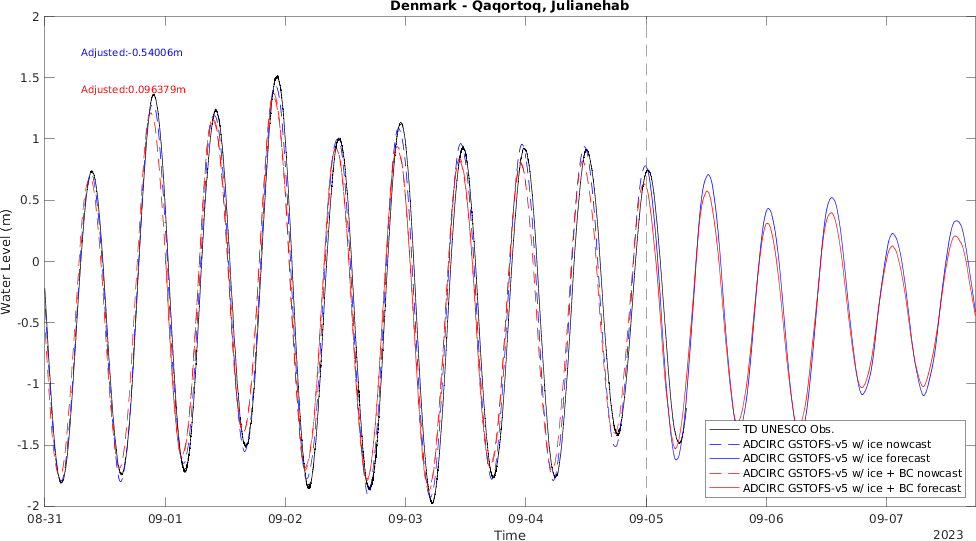 Denmark - Qaqortoq, Julianehab
Adjusted:-0.54006m
Adjusted:0.096379m
Water Level (m)
2
1.5
1
0.5
0
-0.5
-1
-1.5
-2
08-31 09-01 09-02 09-03 09-04 09-05 09-06 09-07
Time
2023
TD UNESCO Obs.
ADCIRC GSTOFS-v5 w/ ice nowcast
ADCIRC GSTOFS-v5 w/ ice forecast
ADCIRC GSTOFS-v5 w/ ice + BC nowcast
ADCIRC GSTOFS-v5 w/ ice + BC forecast